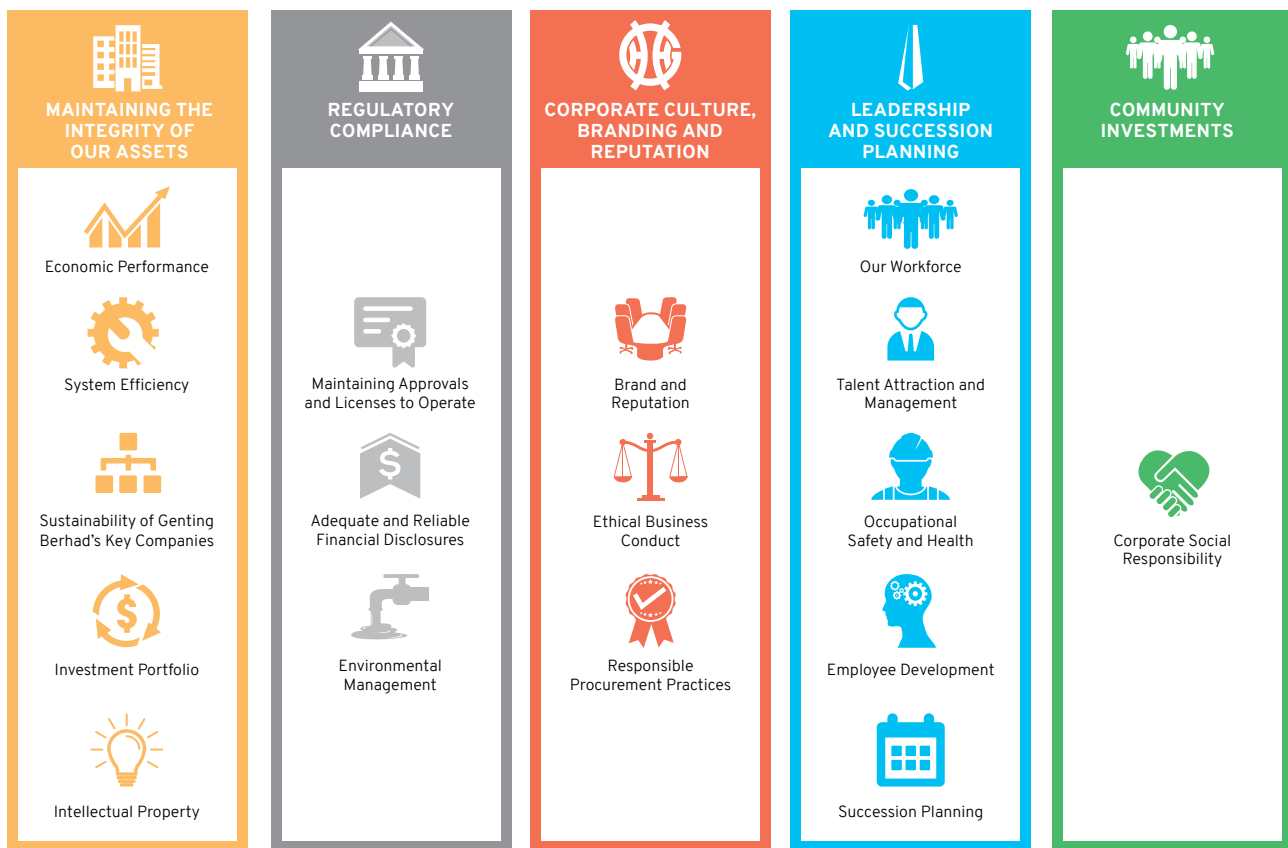 MAINTAINING THE
INTEGRITY OF
OUR ASSETS
Economic Performance
System Efficiency
Sustainability of Genting
Berhad's Key Companies
$
Investment Portfolio
Intellectual Property
REGULATORY
COMPLIANCE
Maintaining Approvals
and Licenses to Operate
$
Adequate and Reliable
Financial Disclosures
Environmental
Management
CORPORATE CULTURE,
BRANDING AND
REPUTATION
Brand and
Reputation
Ethical Business
Conduct
Responsible
Procurement Practices
LEADERSHIP
AND SUCCESSION
PLANNING
Our Workforce
Talent Attraction and
Management
Occupational
Safety and Health
Employee Development
Succession Planning
COMMUNITY
INVESTMENTS
Corporate Social
Responsibility